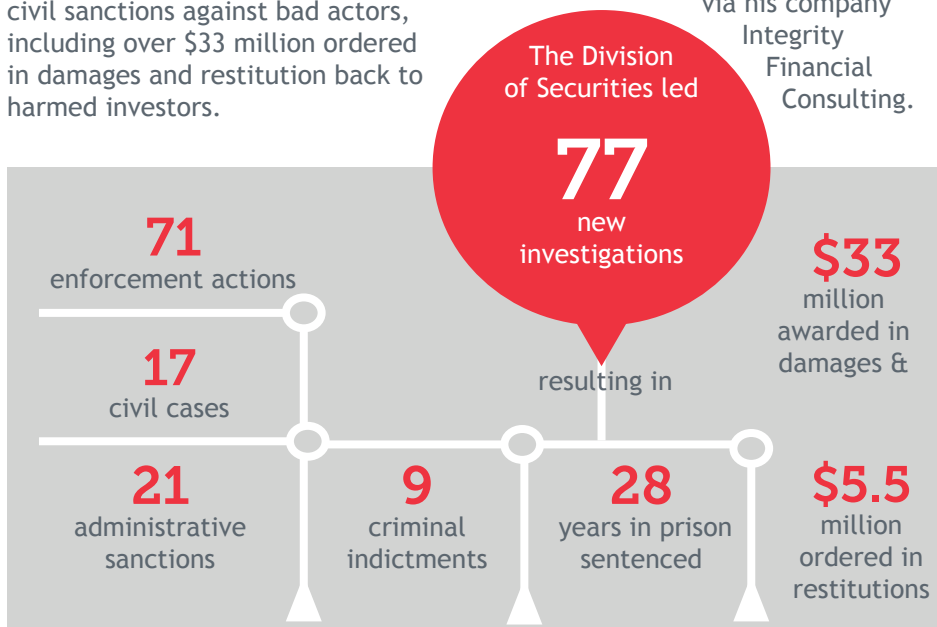 civil sanctions against bad actors,
including over $33 million ordered
in damages and restitution back to
harmed investors.
via his company
Integrity
Financial
Consulting.
The Division
of Securities led
77
new
investigations
resulting in
71
enforcement actions
17
civil cases
21
administrative
sanctions
9
criminal
indictments
28
years in prison
sentenced
$33
million
awarded in
damages &
$5.5
million
ordered in
restitutions